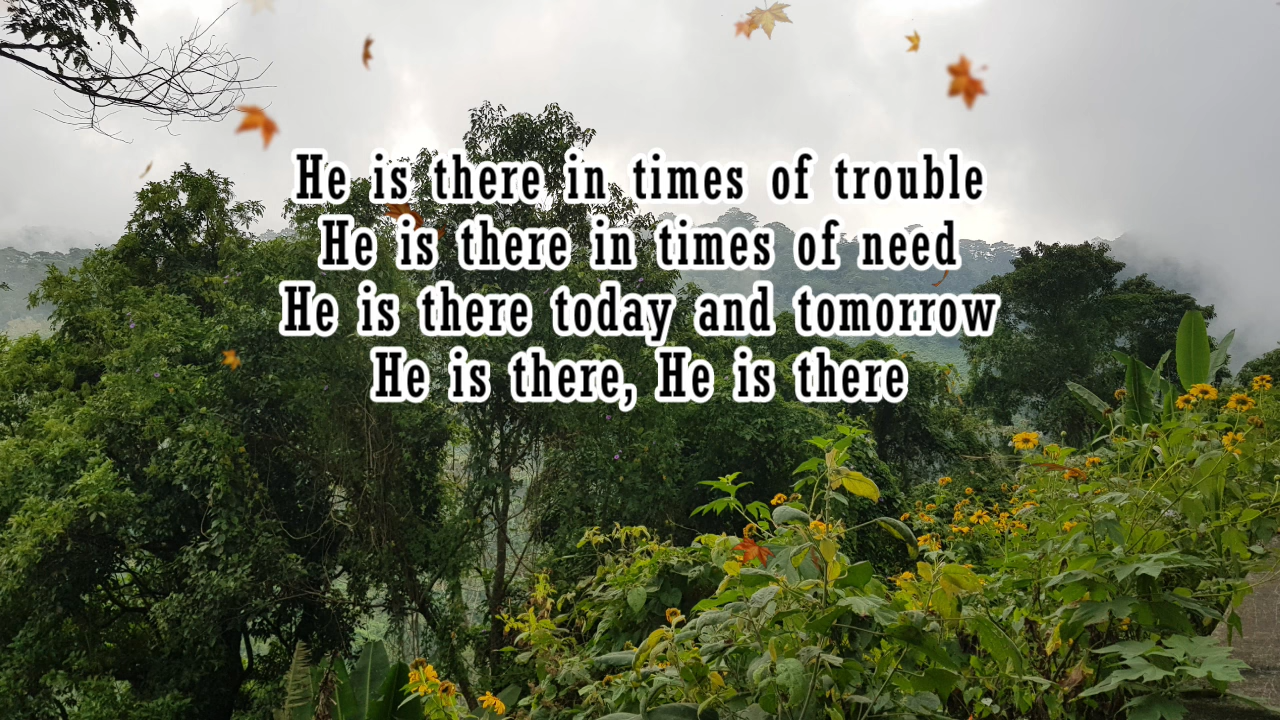 He is there in times of trouble
He is there in times of need
He is there today and tomorrow
He is there, He is there